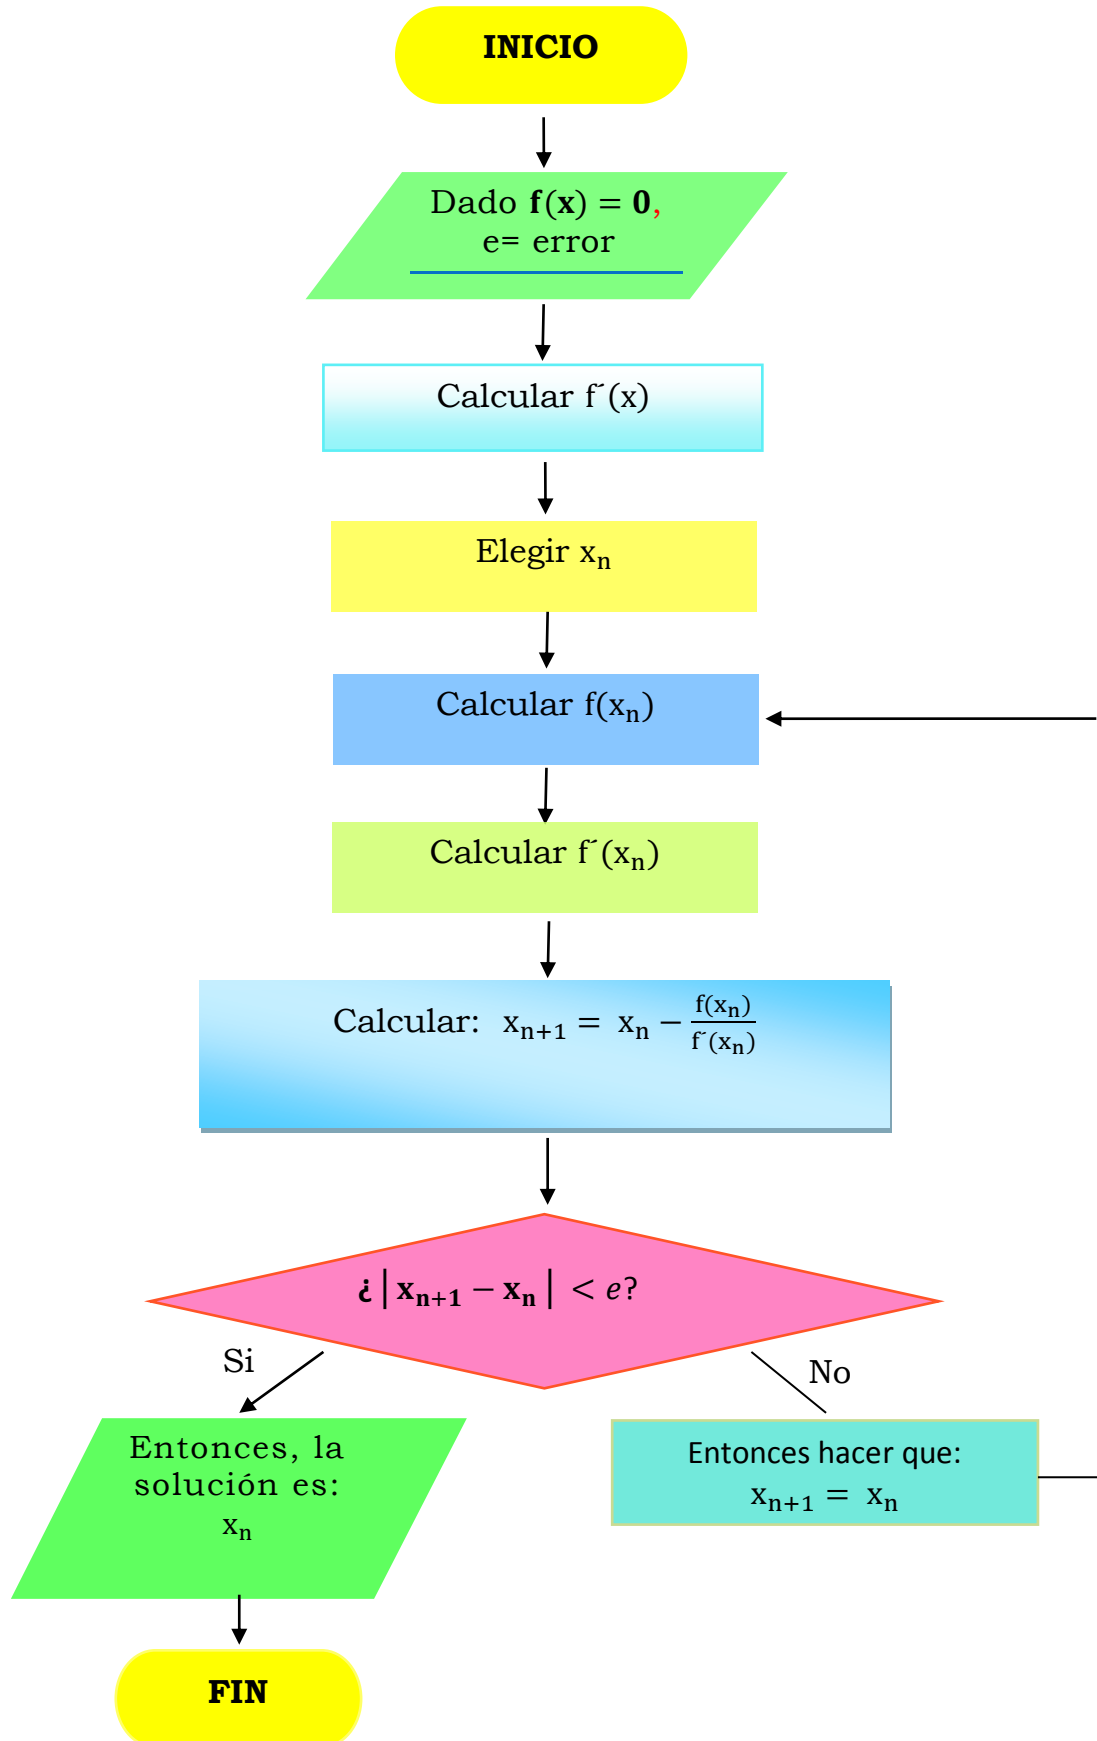 INICIO
Dado f(x) = 0,
e= error
Calcular f´(x)
Elegir xₙ
Calcular f(xₙ)
Calcular f´(xₙ)
Calcular: xₙ₊₁ = xₙ − f(xₙ)/f´(xₙ)
¿|xₙ₊₁ − xₙ| < e?
Si
No
Entonces, la
solución es:
xₙ
Entonces hacer que:
xₙ₊₁ = xₙ
FIN